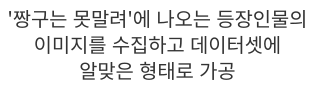 '짱구는 못말려'에 나오는 등장인물의
이미지를 수집하고 데이터셋에
알맞은 형태로 가공